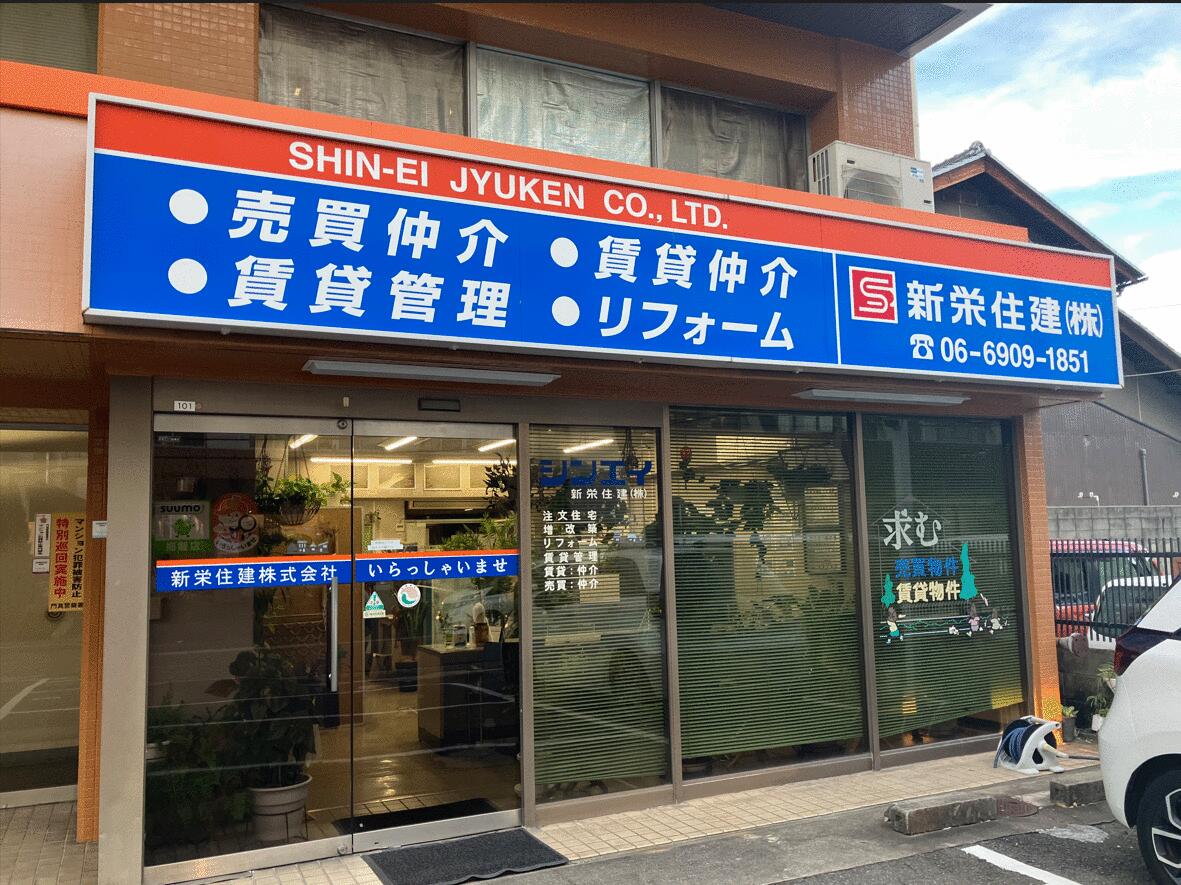 SHIN-EI JYUKEN CO., LTD.
●売買仲介 ●賃貸仲介
●賃貸管理 ●リフォーム
新栄住建(株)
☎06-6909-1851
101
SUUMO
新栄住建株式会社
いらっしゃいませ
シンエイ
新栄住建(株)
注文住宅
増改築
リフォーム
賃貸管理
賃貸:仲介
売買:仲介
求む
売買物件
賃貸物件
マンション犯罪被害防止
特別巡回実施中
門真警察署